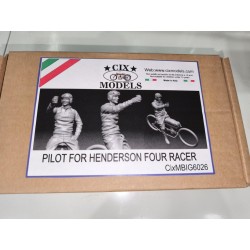 CIX
MODELS
Web:www.cixmodels.com
PILOT FOR HENDERSON FOUR RACER
CixMBIG6026